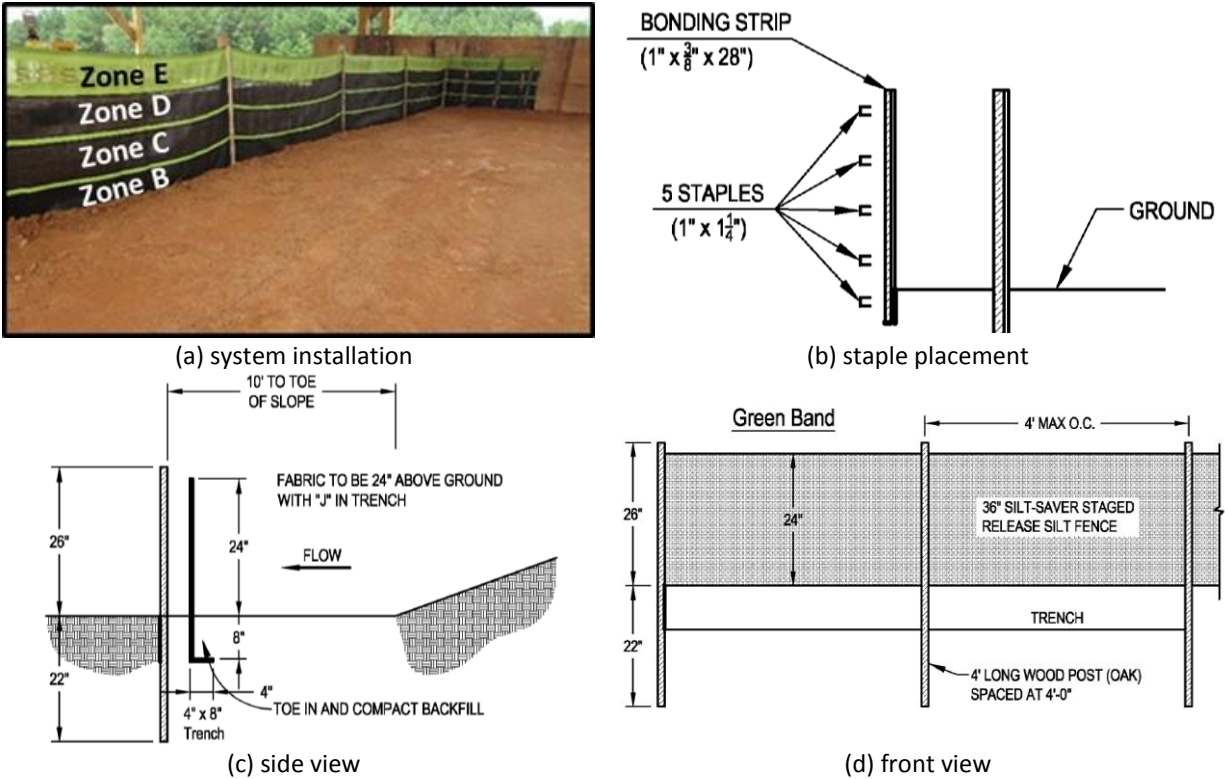 Zone E
Zone D
Zone C
Zone B
(a) system installation
BONDING STRIP
(1" x 3/8" x 28")
5 STAPLES
(1" x 1 1/4")
GROUND
(b) staple placement
10' TO TOE
OF SLOPE
FABRIC TO BE 24" ABOVE GROUND
WITH "J" IN TRENCH
26"
24"
FLOW
8"
22"
4"
4" x 8"
Trench
TOE IN AND COMPACT BACKFILL
(c) side view
Green Band
4' MAX O.C.
26"
24"
36" SILT-SAVER STAGED
RELEASE SILT FENCE
22"
TRENCH
4' LONG WOOD POST (OAK)
SPACED AT 4'-0"
(d) front view